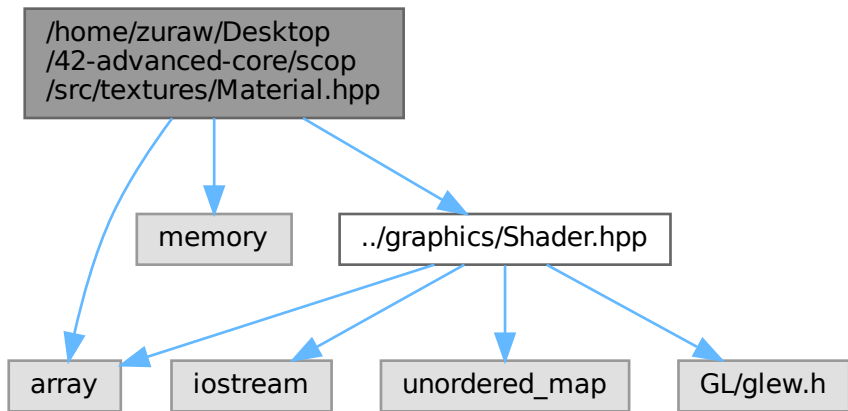 /home/zuraw/Desktop
/42-advanced-core/scop
/src/textures/Material.hpp
memory
../graphics/Shader.hpp
array
iostream
unordered_map
GL/glew.h